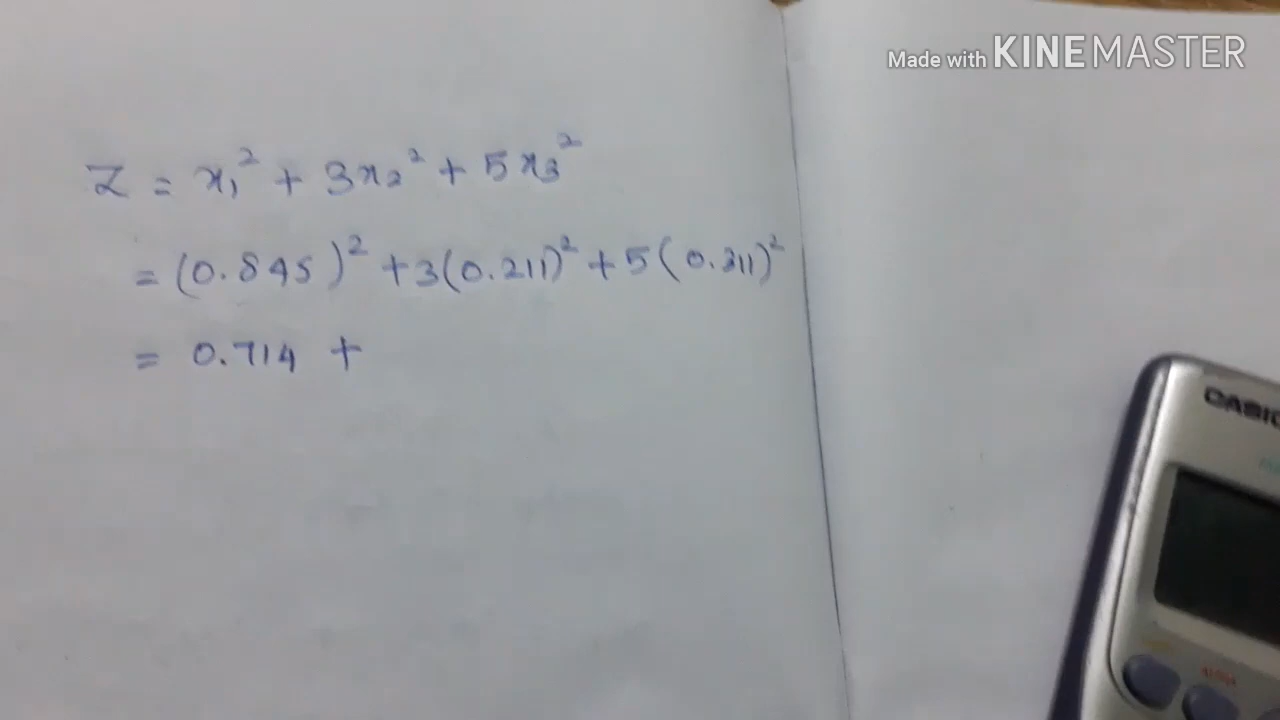 Made with KINEMASTER
Z = x₁² + 3x₂² + 5x₃²
= (0.845)² + 3(0.211)² + 5(0.211)²
= 0.714 +
CASIO
ALPHA